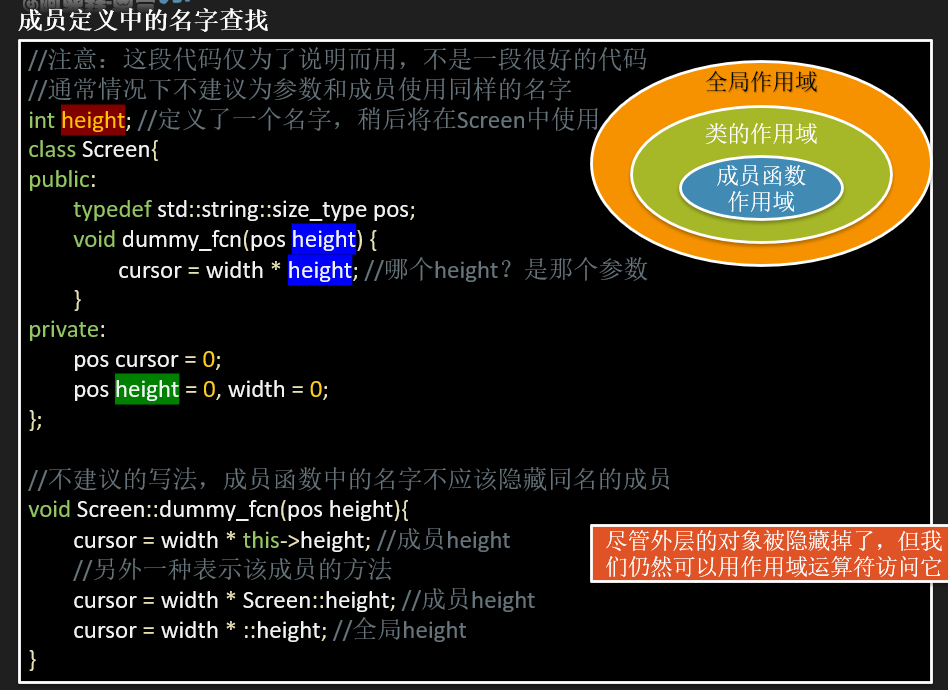 成员定义中的名字查找
//注意：这段代码仅为了说明而用，不是一段很好的代码
//通常情况下不建议为参数和成员使用同样的名字
int height; //定义了一个名字，稍后将在Screen中使用
class Screen{
public:
typedef std::string::size_type pos;
void dummy_fcn(pos height) {
cursor = width * height; //哪个height？是那个参数
}
private:
pos cursor = 0;
pos height = 0, width = 0;
};
全局作用域
类的作用域
成员函数
作用域
//不建议的写法，成员函数中的名字不应该隐藏同名的成员
void Screen::dummy_fcn(pos height){
cursor = width * this->height; //成员height
//另外一种表示该成员的方法
cursor = width * Screen::height; //成员height
cursor = width * ::height; //全局height
}
尽管外层的对象被隐藏掉了，但我
们仍然可以用作用域运算符访问它